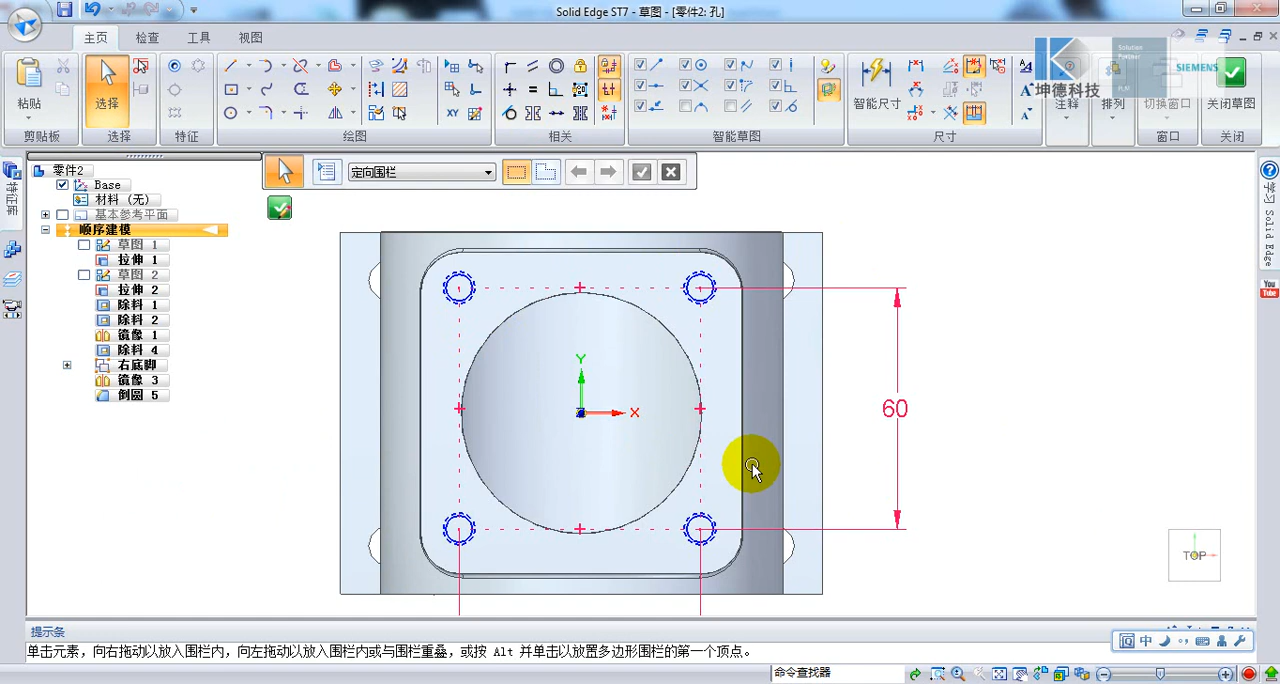 Solid Edge ST7 - 草图 - [零件2: 孔]
主页
检查
工具
视图
粘贴
选择
智能尺寸
注释
排列
切换窗口
关闭草图
剪贴板
选择
特征
绘图
相关
智能草图
尺寸
窗口
关闭
Solution
Partner
PLM
SIEMENS
坤德科技
定向围栏
特征库
零件2
Base
材料 (无)
基本参考平面
顺序建模
草图 1
拉伸 1
草图 2
拉伸 2
除料 1
除料 2
镜像 1
除料 4
右底脚
镜像 3
倒圆 5
Y
X
60
TOP
学习 Solid Edge
You
Tube
提示条
单击元素，向右拖动以放入围栏内，向左拖动以放入围栏内或与围栏重叠，或按 Alt 并单击以放置多边形围栏的第一个顶点。
中
命令查找器